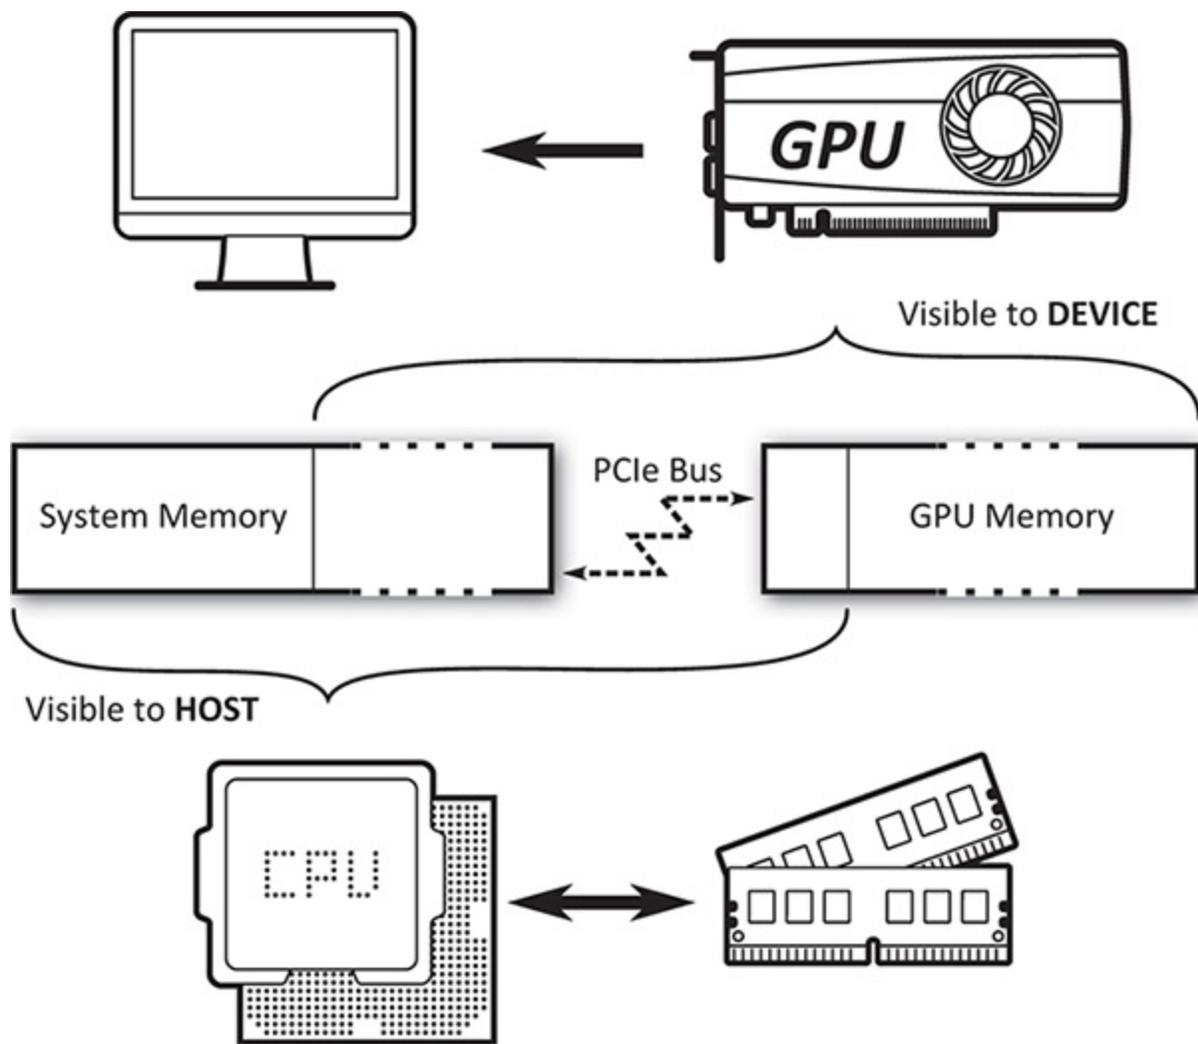 GPU
Visible to DEVICE
PCIe Bus
System Memory
GPU Memory
Visible to HOST
CPU